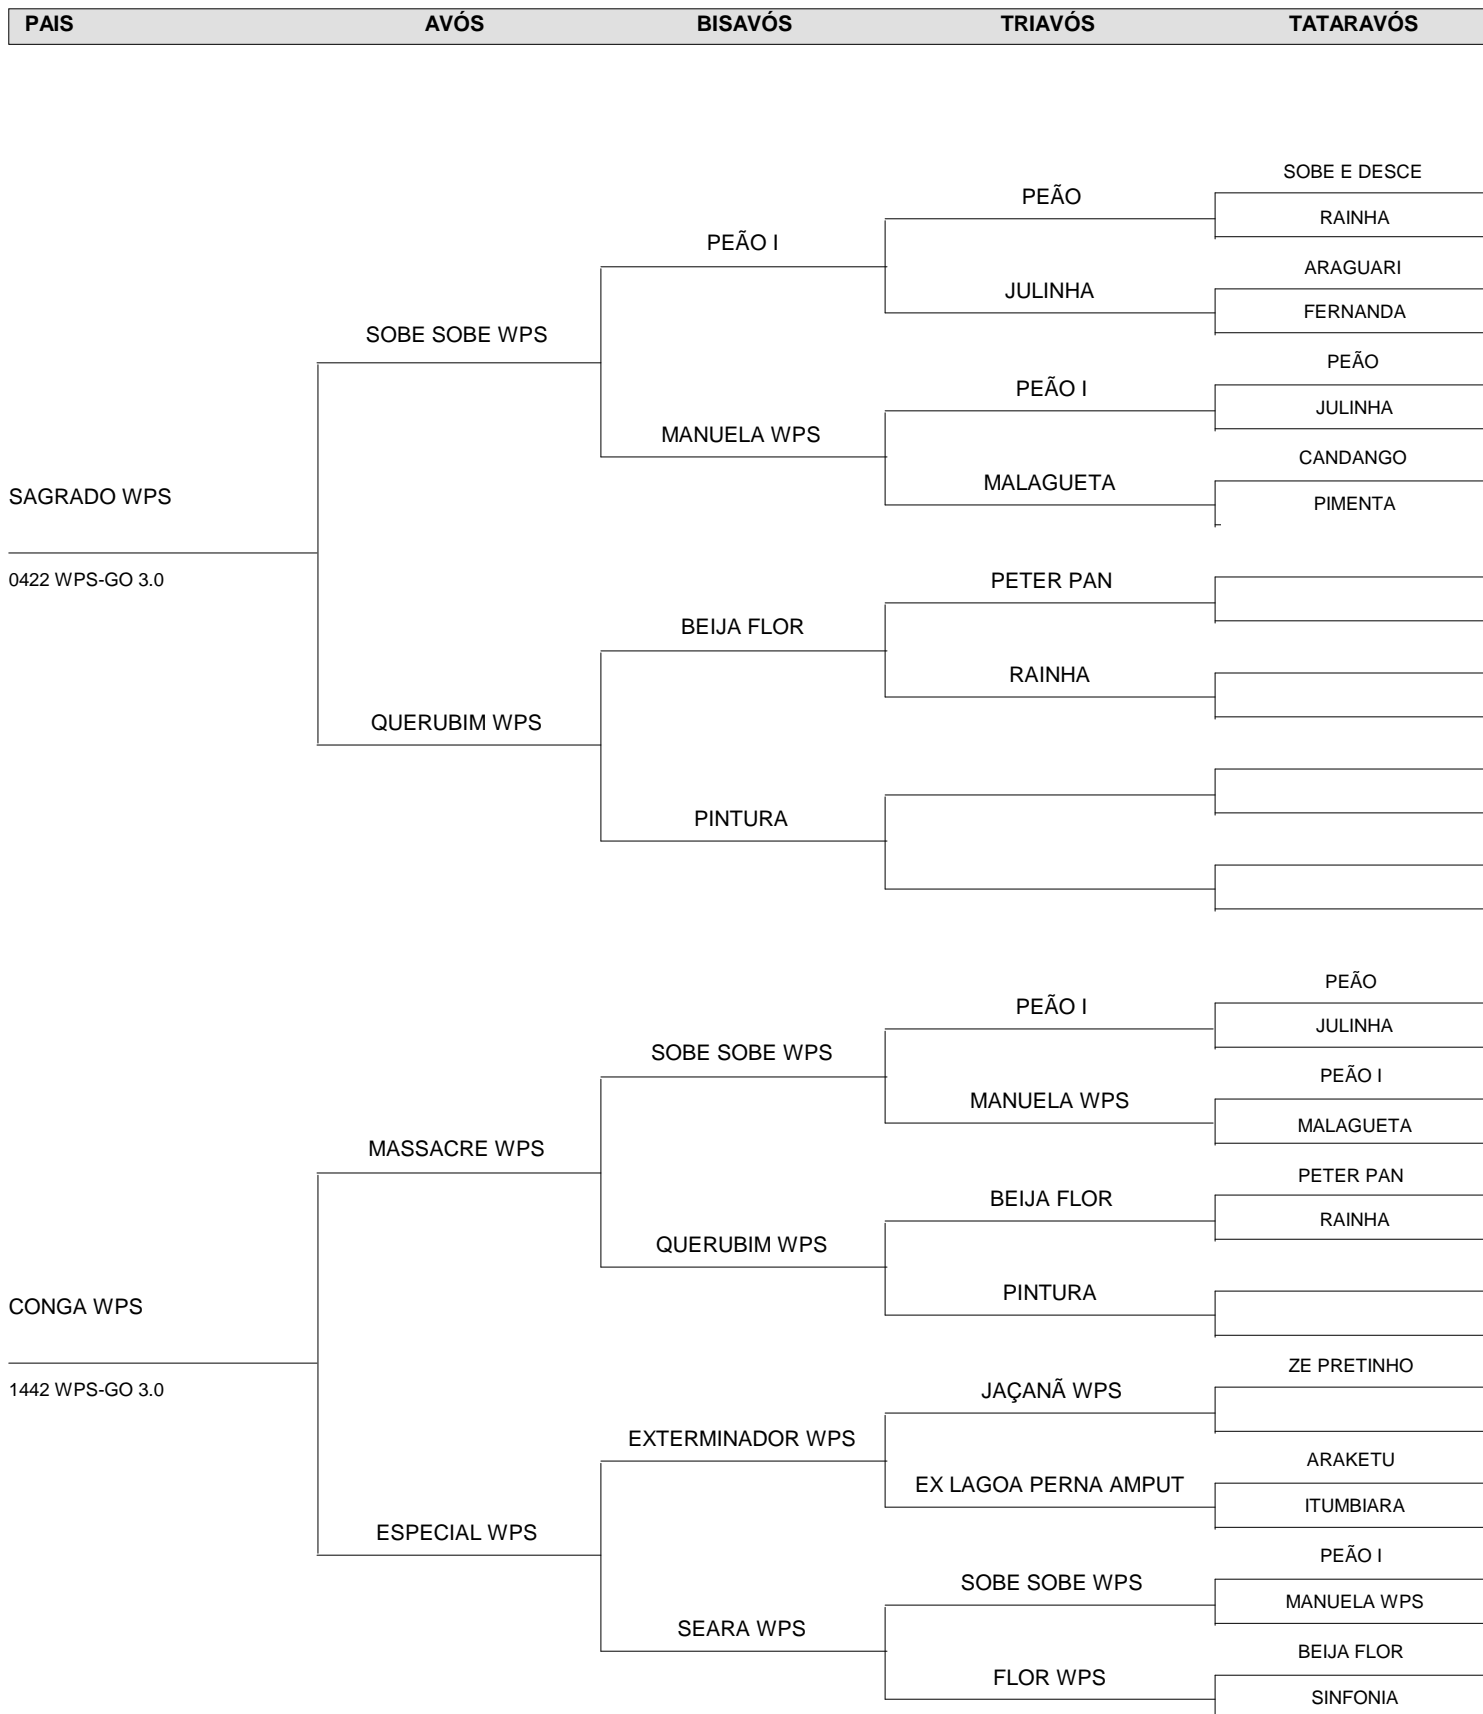 PAIS AVÓS BISAVÓS TRIAVÓS TATARAVÓS
SOBE E DESCE
PEÃO
RAINHA
PEÃO I
ARAGUARI
JULINHA
FERNANDA
SOBE SOBE WPS
PEÃO
PEÃO I
JULINHA
MANUELA WPS
CANDANGO
MALAGUETA
SAGRADO WPS
PIMENTA
0422 WPS-GO 3.0
PETER PAN
BEIJA FLOR
RAINHA
QUERUBIM WPS
PINTURA
PEÃO
PEÃO I
JULINHA
SOBE SOBE WPS
PEÃO I
MANUELA WPS
MALAGUETA
MASSACRE WPS
PETER PAN
BEIJA FLOR
RAINHA
QUERUBIM WPS
PINTURA
CONGA WPS
ZE PRETINHO
1442 WPS-GO 3.0
JAÇANÃ WPS
EXTERMINADOR WPS
ARAKETU
EX LAGOA PERNA AMPUT
ITUMBIARA
ESPECIAL WPS
PEÃO I
SOBE SOBE WPS
MANUELA WPS
SEARA WPS
BEIJA FLOR
FLOR WPS
SINFONIA